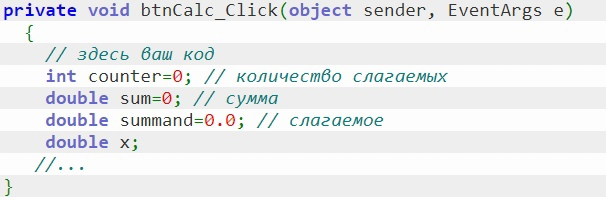 private void btnCalc_Click(object sender, EventArgs e)
{
// здесь ваш код
int counter=0; // количество слагаемых
double sum=0; // сумма
double summand=0.0; // слагаемое
double x;
//...
}